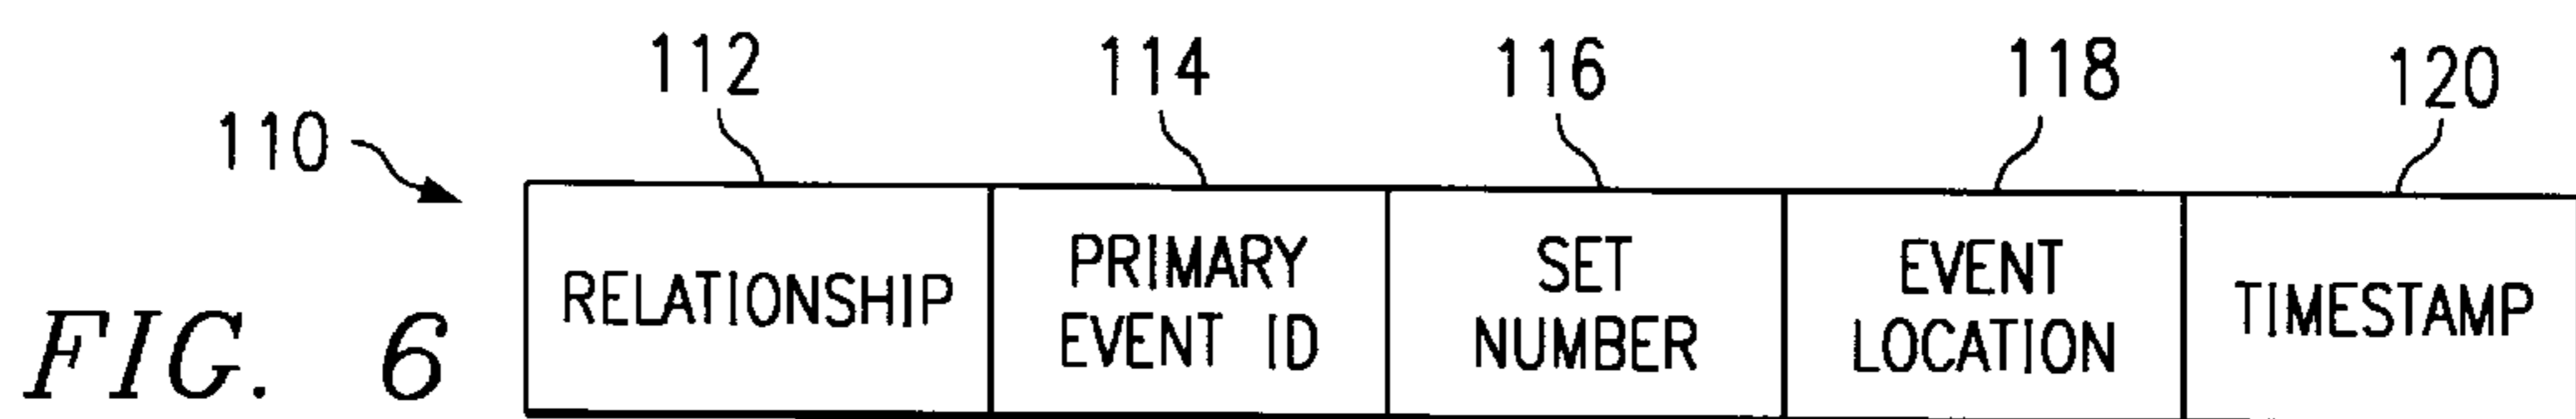 112 114 116 118 120
110
RELATIONSHIP
PRIMARY
EVENT ID
SET
NUMBER
EVENT
LOCATION
TIMESTAMP
FIG. 6